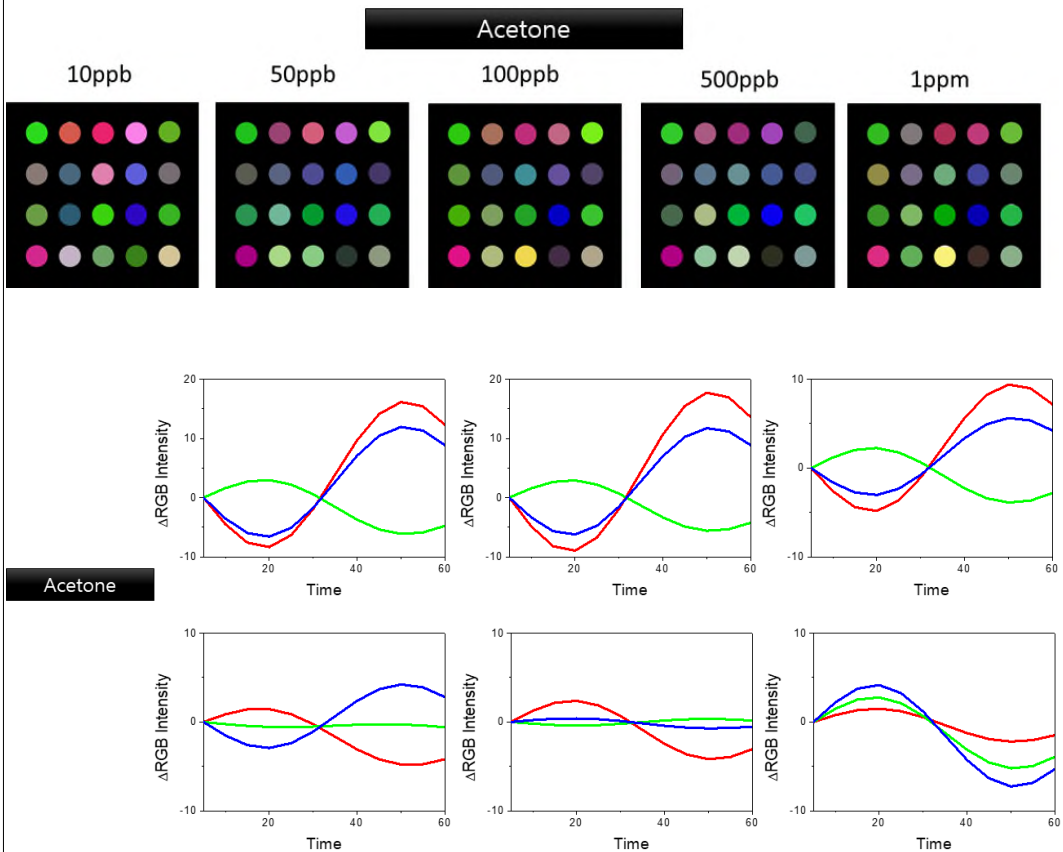 Acetone
10ppb 50ppb 100ppb 500ppb 1ppm
20 20 10
10 10
0 0 0
-10 -10 -10
20 40 60 20 40 60 20 40 60
ΔRGB Intensity ΔRGB Intensity ΔRGB Intensity
Time Time Time
Acetone
10 10 10
0 0 0
-10 -10 -10
20 40 60 20 40 60 20 40 60
ΔRGB Intensity ΔRGB Intensity ΔRGB Intensity
Time Time Time